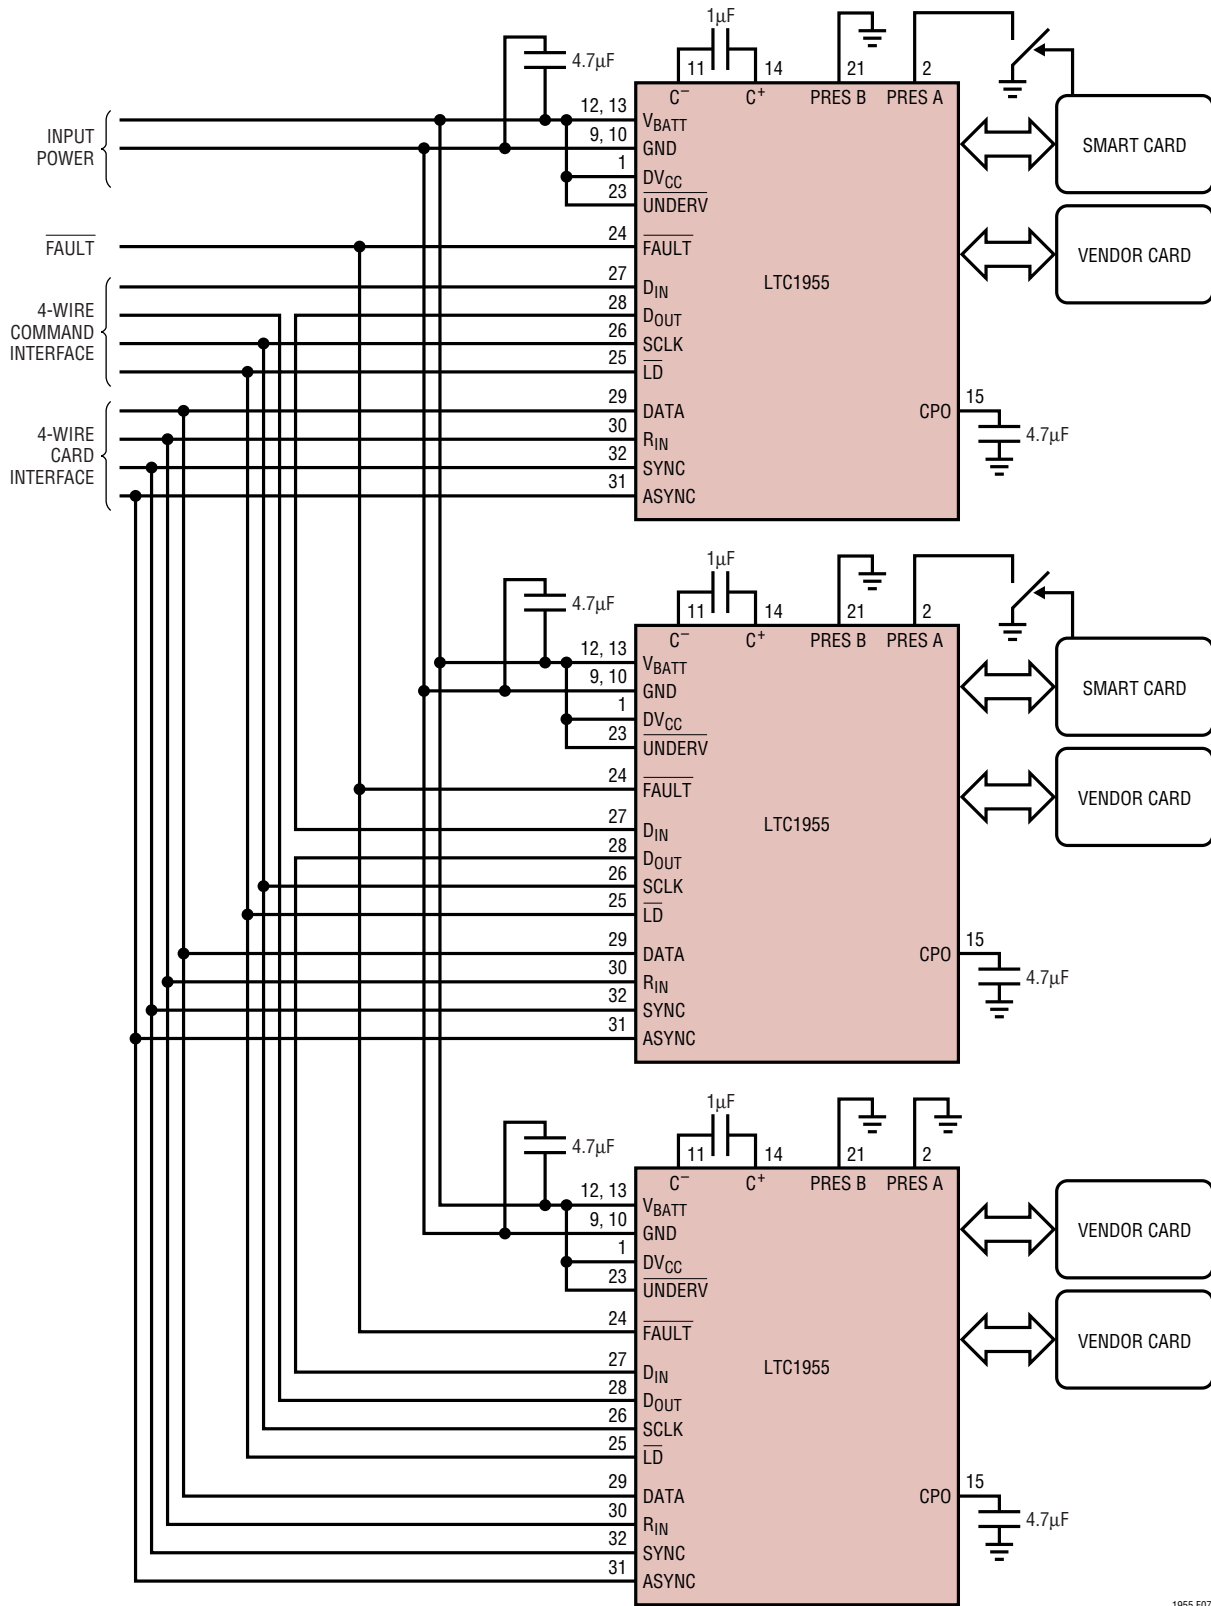 1µF
4.7µF
11
14
21
2
C–
C+
PRES B
PRES A
INPUT
POWER
12, 13
VBATT
9, 10
GND
1
DVCC
23
UNDERV
SMART CARD
VENDOR CARD
FAULT
24
FAULT
LTC1955
4-WIRE
COMMAND
INTERFACE
27
DIN
28
DOUT
26
SCLK
25
LD
4-WIRE
CARD
INTERFACE
29
DATA
30
RIN
32
SYNC
31
ASYNC
CPO
15
4.7µF
1µF
4.7µF
11
14
21
2
C–
C+
PRES B
PRES A
12, 13
VBATT
9, 10
GND
1
DVCC
23
UNDERV
SMART CARD
VENDOR CARD
24
FAULT
LTC1955
27
DIN
28
DOUT
26
SCLK
25
LD
29
DATA
30
RIN
32
SYNC
31
ASYNC
CPO
15
4.7µF
1µF
4.7µF
11
14
21
2
C–
C+
PRES B
PRES A
12, 13
VBATT
9, 10
GND
1
DVCC
23
UNDERV
VENDOR CARD
VENDOR CARD
24
FAULT
LTC1955
27
DIN
28
DOUT
26
SCLK
25
LD
29
DATA
30
RIN
32
SYNC
31
ASYNC
CPO
15
4.7µF
1955 F07